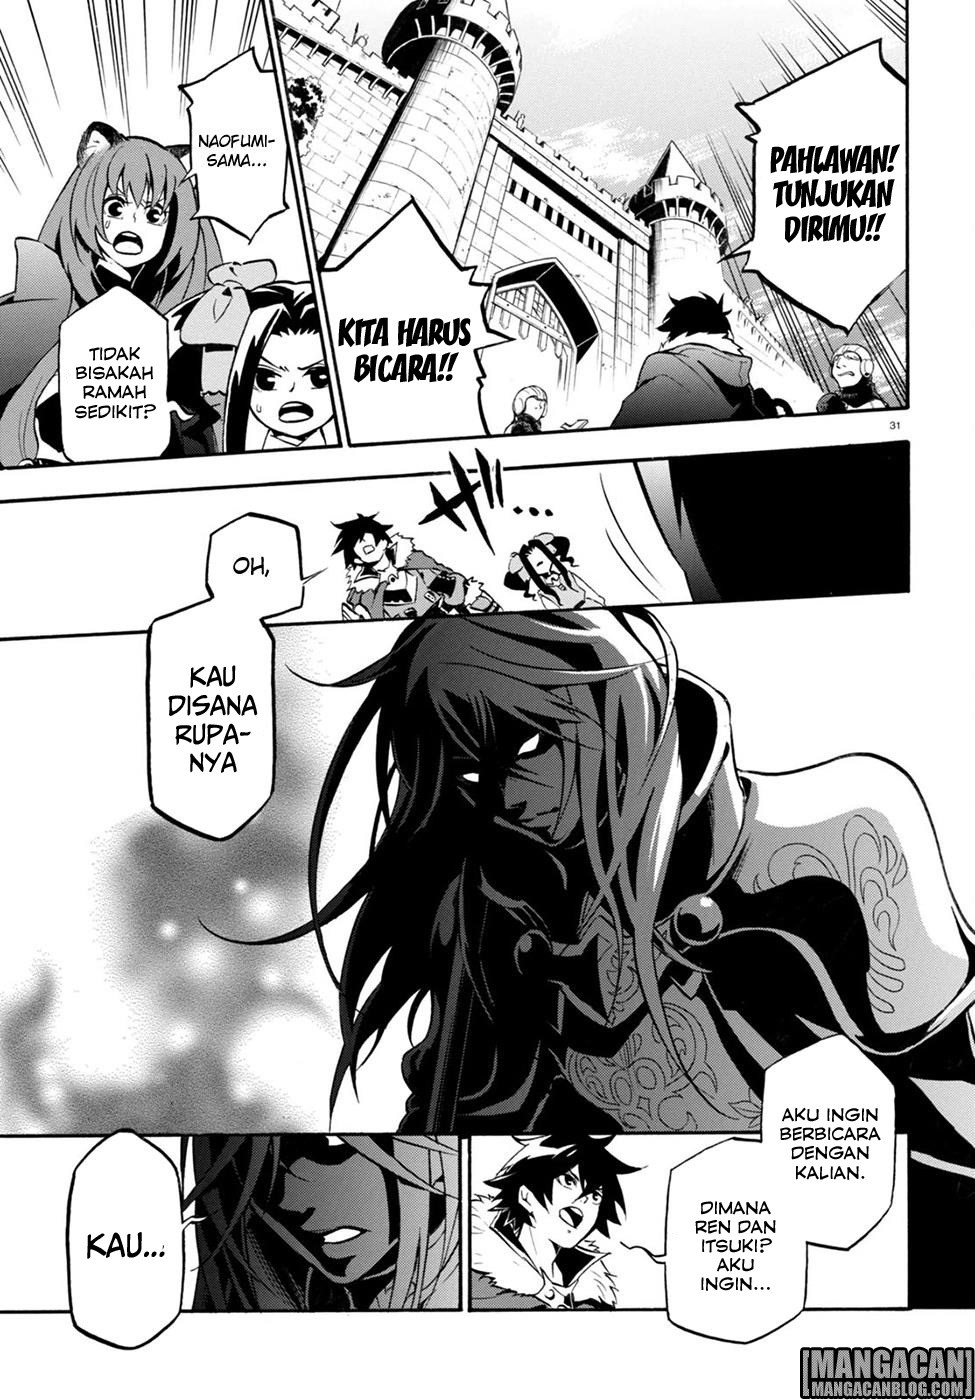 PAHLAWAN!
TUNJUKAN
DIRIMU!!
KITA HARUS
BICARA!!
NAOFUMI-
SAMA...
TIDAK
BISAKAH
RAMAH
SEDIKIT?
31
OH,
KAU
DISANA
RUPA-
NYA
AKU INGIN
BERBICARA
DENGAN
KALIAN.
DIMANA
REN DAN
ITSUKI?
AKU
INGIN...
KAU...
[MANGACAN]
MANGACANBLOG.COM